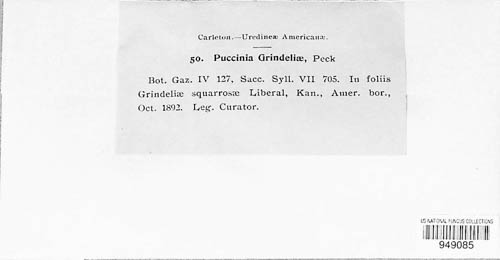 Carleton.—Uredineæ Americanæ.
50. Puccinia Grindeliæ, Peck
Bot. Gaz. IV 127, Sacc. Syll. VII 705. In foliis
Grindeliæ squarrosæ Liberal, Kan., Amer. bor.,
Oct. 1892. Leg. Curator.
US NATIONAL FUNGUS COLLECTIONS
949085